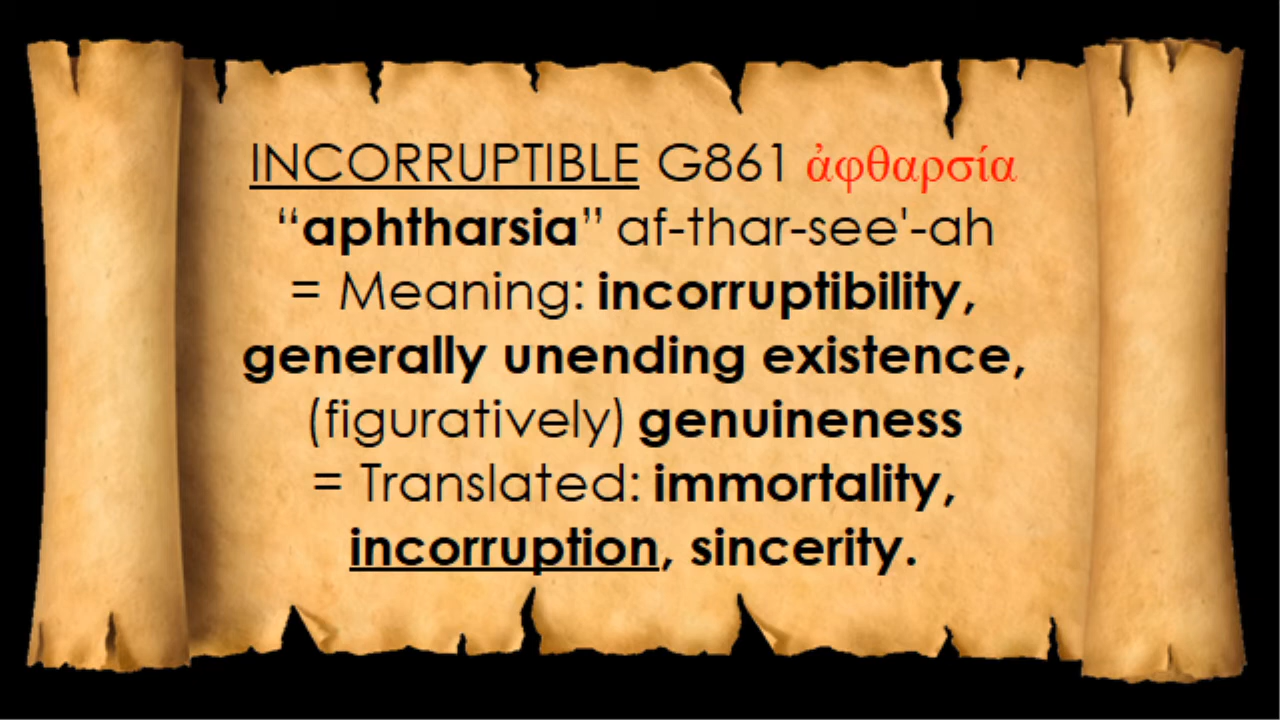 INCORRUPTIBLE G861 ἀφθαρσία
“aphtharsia” af-thar-see'-ah
= Meaning: incorruptibility,
generally unending existence,
(figuratively) genuineness
= Translated: immortality,
incorruption, sincerity.